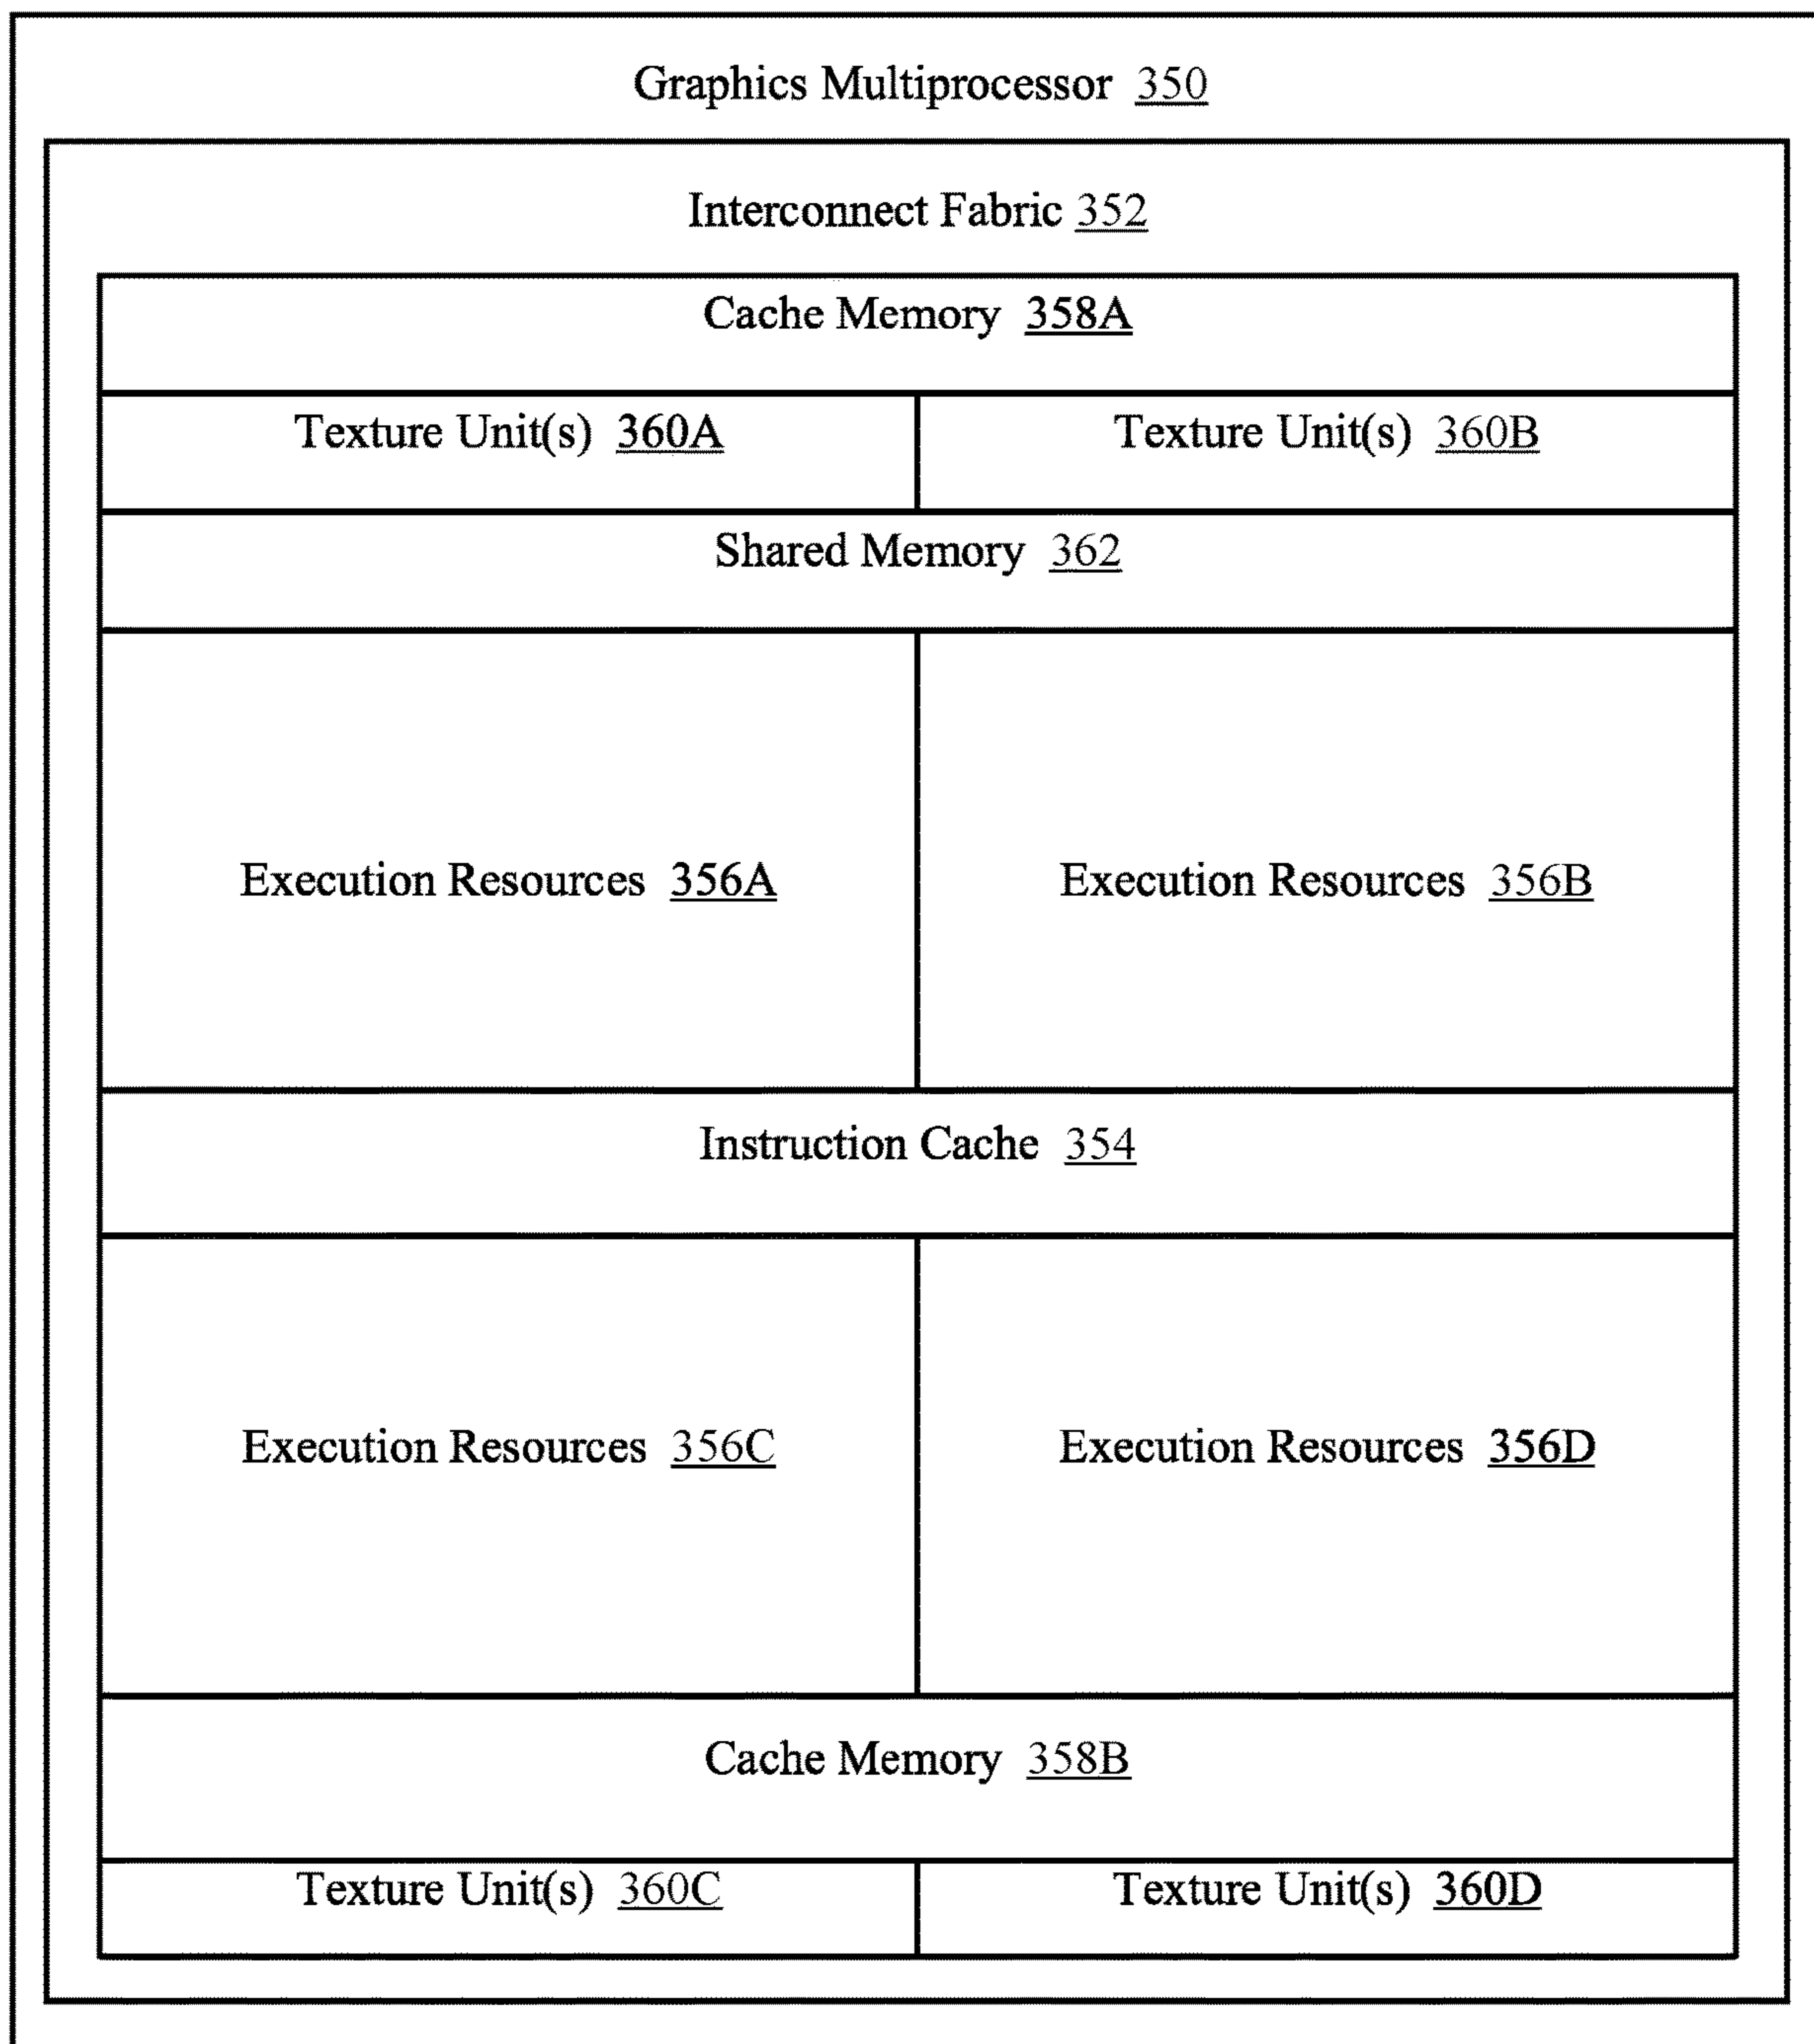 Graphics Multiprocessor 350
Interconnect Fabric 352
Cache Memory 358A
Texture Unit(s) 360A
Texture Unit(s) 360B
Shared Memory 362
Execution Resources 356A
Execution Resources 356B
Instruction Cache 354
Execution Resources 356C
Execution Resources 356D
Cache Memory 358B
Texture Unit(s) 360C
Texture Unit(s) 360D